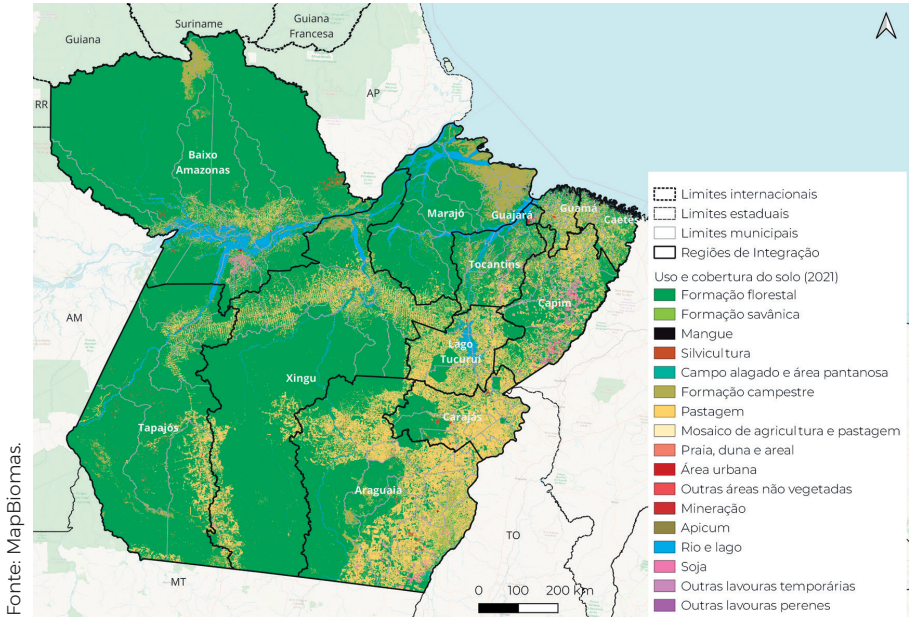 Suriname
Guiana
Guiana
Francesa
RR
AP
Baixo
Amazonas
Marajó
Guajará
Guamá
Caetés
Tocantins
Capim
AM
Lago
Tucuruí
Xingu
Tapajós
Carajás
Araguaia
TO
MT
0 100 200 km
Limites internacionais
Limites estaduais
Limites municipais
Regiões de Integração
Uso e cobertura do solo (2021)
Formação florestal
Formação savânica
Mangue
Silvicultura
Campo alagado e área pantanosa
Formação campestre
Pastagem
Mosaico de agricultura e pastagem
Praia, duna e areal
Área urbana
Outras áreas não vegetadas
Mineração
Apicum
Rio e lago
Soja
Outras lavouras temporárias
Outras lavouras perenes
Fonte: MapBiomas.